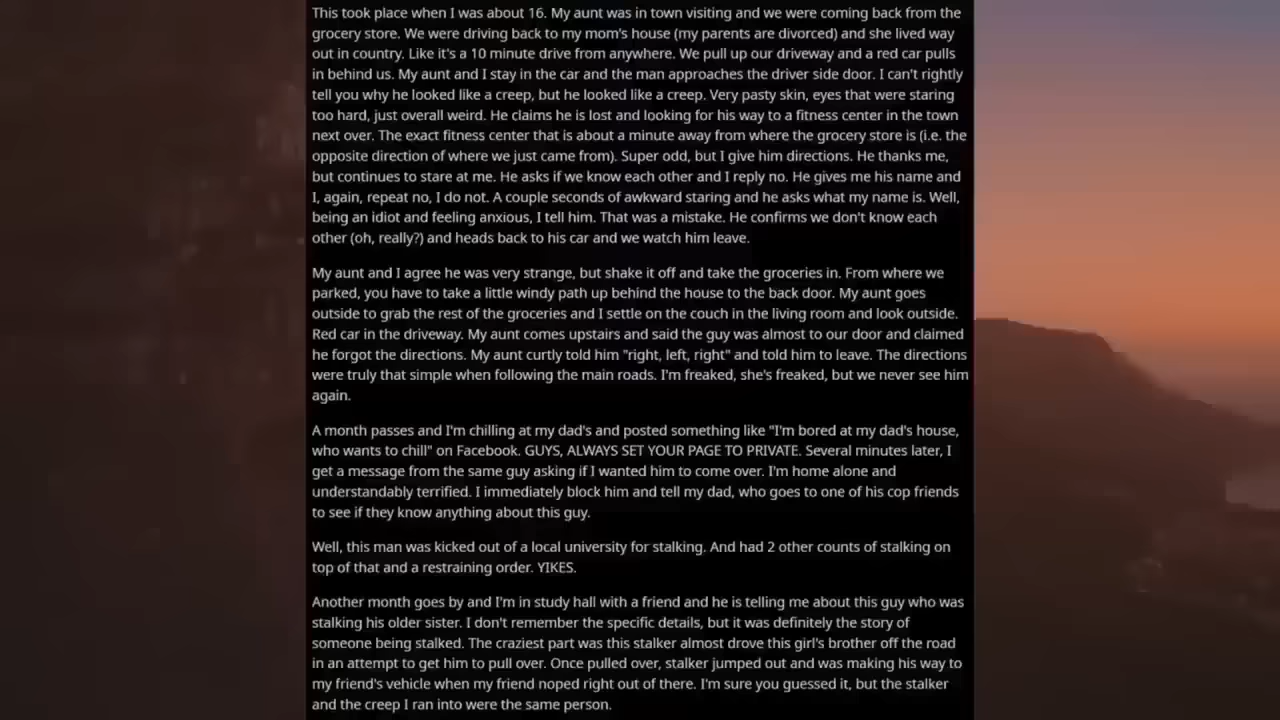 This took place when I was about 16. My aunt was in town visiting and we were coming back from the
grocery store. We were driving back to my mom's house (my parents are divorced) and she lived way
out in country. Like it's a 10 minute drive from anywhere. We pull up our driveway and a red car pulls
in behind us. My aunt and I stay in the car and the man approaches the driver side door. I can't rightly
tell you why he looked like a creep, but he looked like a creep. Very pasty skin, eyes that were staring
too hard, just overall weird. He claims he is lost and looking for his way to a fitness center in the town
next over. The exact fitness center that is about a minute away from where the grocery store is (i.e. the
opposite direction of where we just came from). Super odd, but I give him directions. He thanks me,
but continues to stare at me. He asks if we know each other and I reply no. He gives me his name and
I, again, repeat no, I do not. A couple seconds of awkward staring and he asks what my name is. Well,
being an idiot and feeling anxious, I tell him. That was a mistake. He confirms we don't know each
other (oh, really?) and heads back to his car and we watch him leave.
My aunt and I agree he was very strange, but shake it off and take the groceries in. From where we
parked, you have to take a little windy path up behind the house to the back door. My aunt goes
outside to grab the rest of the groceries and I settle on the couch in the living room and look outside.
Red car in the driveway. My aunt comes upstairs and said the guy was almost to our door and claimed
he forgot the directions. My aunt curtly told him "right, left, right" and told him to leave. The directions
were truly that simple when following the main roads. I'm freaked, she's freaked, but we never see him
again.
A month passes and I'm chilling at my dad's and posted something like "I'm bored at my dad's house,
who wants to chill" on Facebook. GUYS, ALWAYS SET YOUR PAGE TO PRIVATE. Several minutes later, I
get a message from the same guy asking if I wanted him to come over. I'm home alone and
understandably terrified. I immediately block him and tell my dad, who goes to one of his cop friends
to see if they know anything about this guy.
Well, this man was kicked out of a local university for stalking. And had 2 other counts of stalking on
top of that and a restraining order. YIKES.
Another month goes by and I'm in study hall with a friend and he is telling me about this guy who was
stalking his older sister. I don't remember the specific details, but it was definitely the story of
someone being stalked. The craziest part was this stalker almost drove this girl's brother off the road
in an attempt to get him to pull over. Once pulled over, stalker jumped out and was making his way to
my friend's vehicle when my friend noped right out of there. I'm sure you guessed it, but the stalker
and the creep I ran into were the same person.